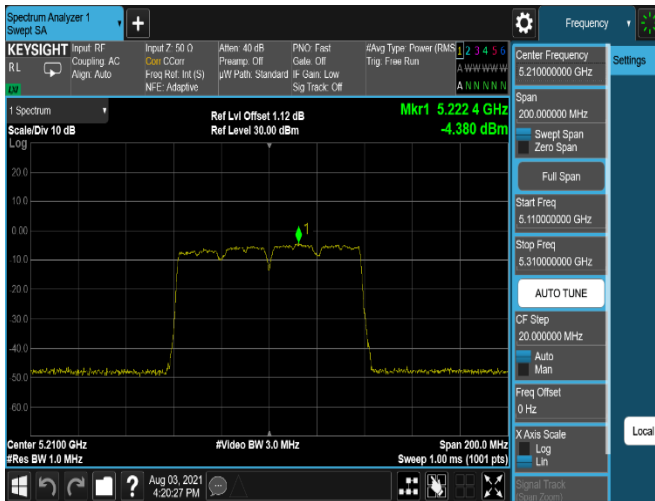 Spectrum Analyzer 1
Swept SA
+
Frequency
KEYSIGHT
RL
Input: RF
Coupling: AC
Align: Auto
Input Z: 50 Ω
Corr CCorr
Freq Ref: Int (S)
NFE: Adaptive
Atten: 40 dB
Preamp: Off
µW Path: Standard
PNO: Fast
Gate: Off
IF Gain: Low
Sig Track: Off
#Avg Type: Power (RMS
Trig: Free Run
1 2 3 4 5 6
A W W W W W
A N N N N N
1 Spectrum
Scale/Div 10 dB
Ref Lvl Offset 1.12 dB
Ref Level 30.00 dBm
Mkr1 5.222 4 GHz
-4.380 dBm
Log
20.0
10.0
0.00
-10.0
-20.0
-30.0
-40.0
-50.0
-60.0
1
Center 5.2100 GHz
#Res BW 1.0 MHz
#Video BW 3.0 MHz
Span 200.0 MHz
Sweep 1.00 ms (1001 pts)
Aug 03, 2021
4:20:27 PM
Center Frequency
5.210000000 GHz
Span
200.000000 MHz
Swept Span
Zero Span
Full Span
Start Freq
5.110000000 GHz
Stop Freq
5.310000000 GHz
AUTO TUNE
CF Step
20.000000 MHz
Auto
Man
Freq Offset
0 Hz
X Axis Scale
Log
Lin
Signal Track
(Span Zoom)
Settings
Local